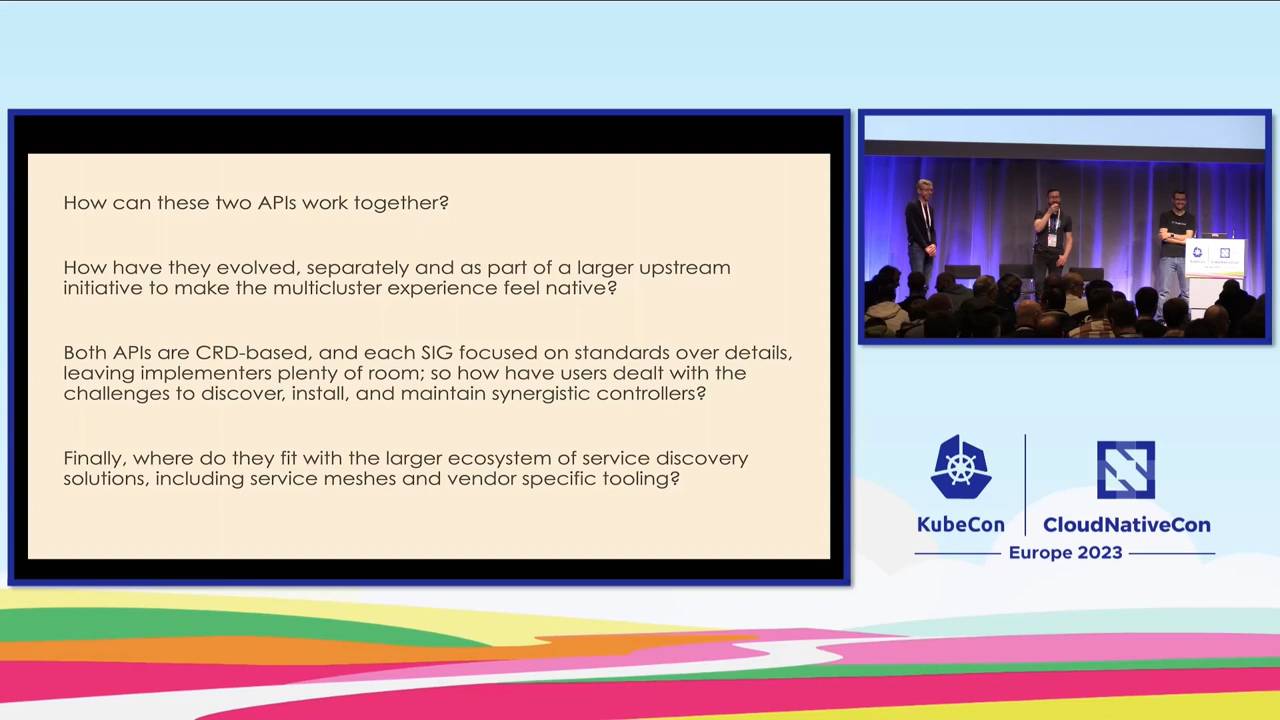 How can these two APIs work together?
How have they evolved, separately and as part of a larger upstream
initiative to make the multicluster experience feel native?
Both APIs are CRD-based, and each SIG focused on standards over details,
leaving implementers plenty of room; so how have users dealt with the
challenges to discover, install, and maintain synergistic controllers?
Finally, where do they fit with the larger ecosystem of service discovery
solutions, including service meshes and vendor specific tooling?
KubeCon
CloudNativeCon
Europe 2023